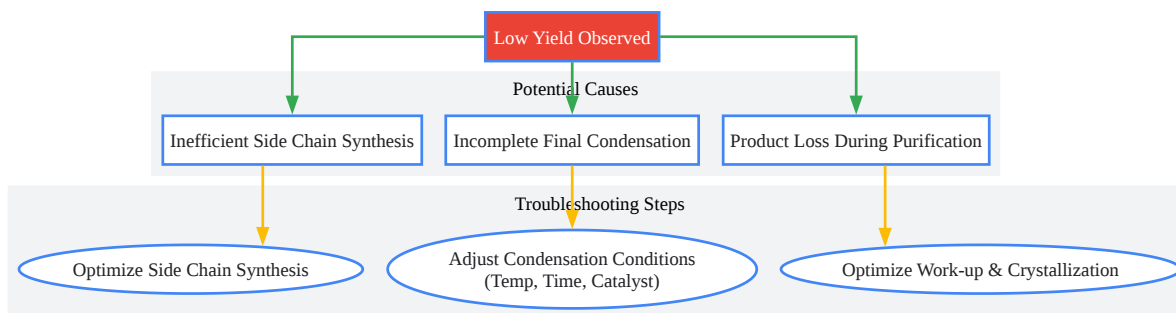 Low Yield Observed
Potential Causes
Inefficient Side Chain Synthesis
Incomplete Final Condensation
Product Loss During Purification
Troubleshooting Steps
Optimize Side Chain Synthesis
Adjust Condensation Conditions
(Temp, Time, Catalyst)
Optimize Work-up & Crystallization